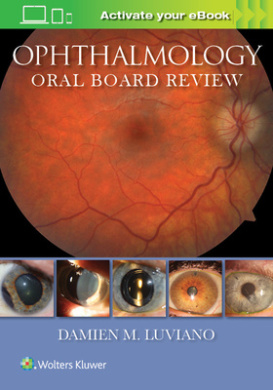 Activate your eBook
OPHTHALMOLOGY
ORAL BOARD REVIEW
DAMIEN M. LUVIANO
Wolters Kluwer